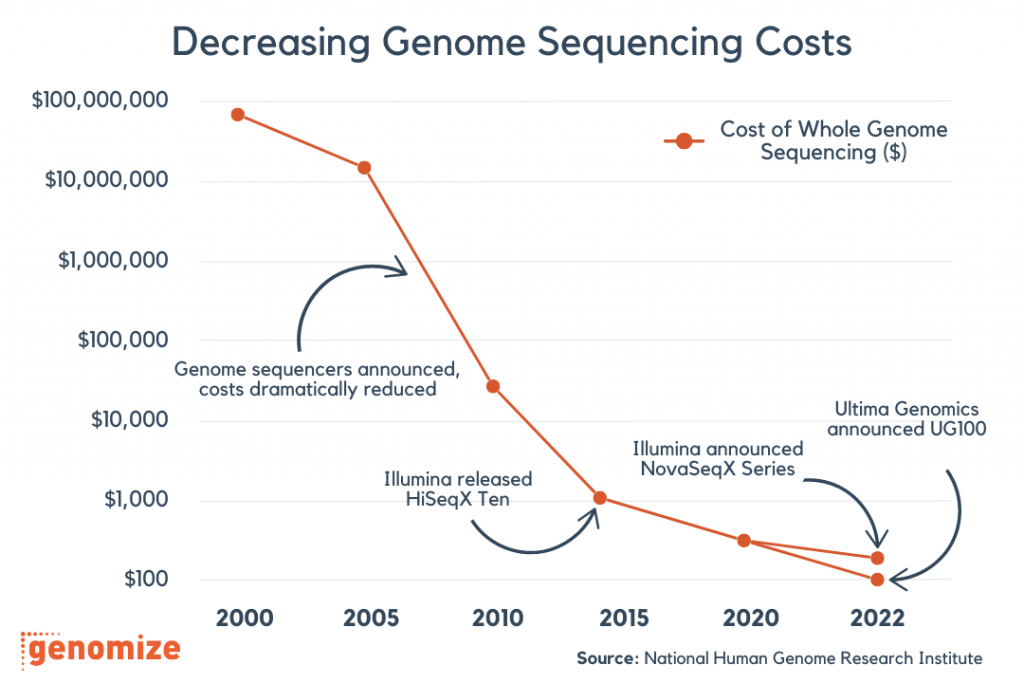 Decreasing Genome Sequencing Costs
$100,000,000
$10,000,000
$1,000,000
$100,000
$10,000
$1,000
$100
Cost of Whole Genome
Sequencing ($)
Genome sequencers announced,
costs dramatically reduced
Illumina released
HiSeqX Ten
Illumina announced
NovaSeqX Series
Ultima Genomics
announced UG100
2000
2005
2010
2015
2020
2022
genomize
Source: National Human Genome Research Institute